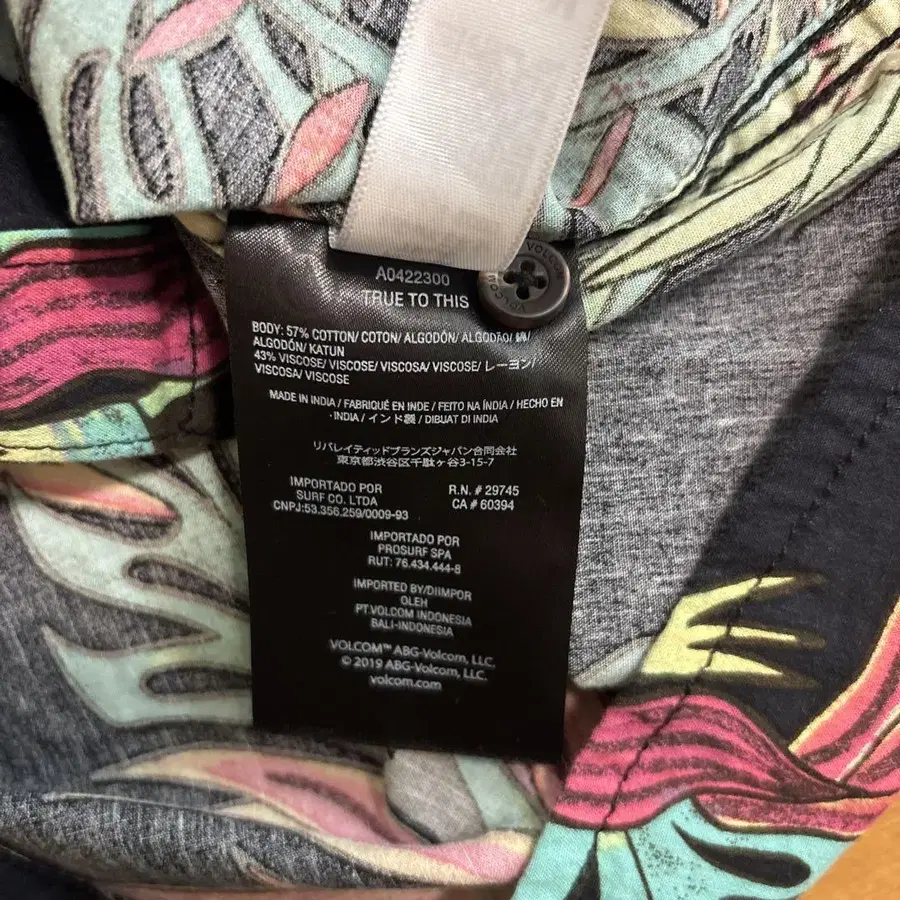 A0422300
TRUE TO THIS
VOLCOM
VOLCOM
BODY: 57% COTTON/ COTON/ ALGODÓN/ ALGODÃO/ 綿/
ALGODÓN/ KATUN
43% VISCOSE/ VISCOSE/ VISCOSA/ VISCOSE/ レーヨン/
VISCOSA/ VISCOSE
MADE IN INDIA / FABRIQUÉ EN INDE / FEITO NA ÍNDIA / HECHO EN
INDIA / インド製 / DIBUAT DI INDIA
リバレイティッドブランズジャパン合同会社
東京都渋谷区千駄ヶ谷3-15-7
IMPORTADO POR
SURF CO. LTDA
CNPJ:53.356.259/0009-93
R.N. # 29745
CA # 60394
IMPORTADO POR
PROSURF SPA
RUT: 76.434.444-8
IMPORTED BY/DIIMPOR
OLEH
PT.VOLCOM INDONESIA
BALI-INDONESIA
VOLCOM™ ABG-Volcom, LLC.
© 2019 ABG-Volcom, LLC.
volcom.com